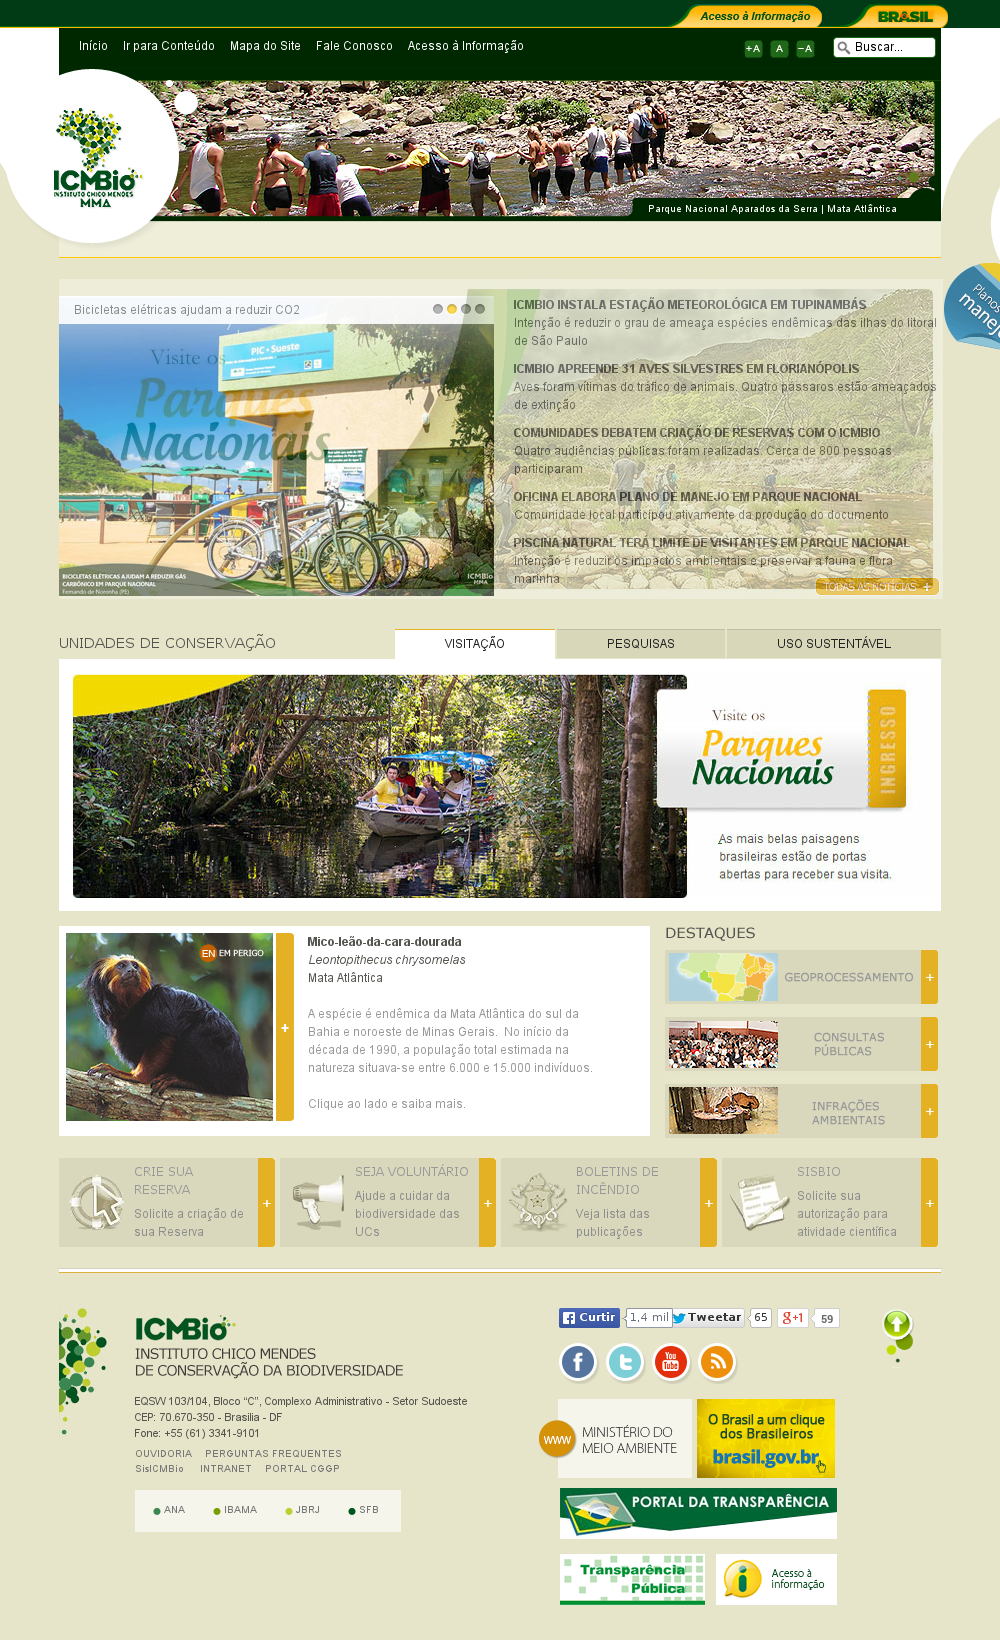 Acesso à Informação
BRASIL
Início Ir para Conteúdo Mapa do Site Fale Conosco Acesso à Informação
+A A −A Buscar...
ICMBio
INSTITUTO CHICO MENDES
MMA
Parque Nacional Aparados da Serra | Mata Atlântica
Planos
manejo
Bicicletas elétricas ajudam a reduzir CO2
PIC - Sueste
Visite os
Parques
Nacionais
BICICLETAS ELÉTRICAS AJUDAM A REDUZIR GÁS
CARBÔNICO EM PARQUE NACIONAL
Fernando de Noronha (PE)
ICMBio
MMA
ICMBIO INSTALA ESTAÇÃO METEOROLÓGICA EM TUPINAMBÁS
Intenção é reduzir o grau de ameaça espécies endêmicas das ilhas do litoral
de São Paulo
ICMBIO APREENDE 31 AVES SILVESTRES EM FLORIANÓPOLIS
Aves foram vítimas do tráfico de animais. Quatro pássaros estão ameaçados
de extinção
COMUNIDADES DEBATEM CRIAÇÃO DE RESERVAS COM O ICMBIO
Quatro audiências públicas foram realizadas. Cerca de 800 pessoas
participaram
OFICINA ELABORA PLANO DE MANEJO EM PARQUE NACIONAL
Comunidade local participou ativamente da produção do documento
PISCINA NATURAL TERÁ LIMITE DE VISITANTES EM PARQUE NACIONAL
Intenção é reduzir os impactos ambientais e preservar a fauna e flora
marinha
TODAS AS NOTÍCIAS +
UNIDADES DE CONSERVAÇÃO
VISITAÇÃO PESQUISAS USO SUSTENTÁVEL
Visite os
Parques
Nacionais
INGRESSO
As mais belas paisagens
brasileiras estão de portas
abertas para receber sua visita.
EN EM PERIGO
+
Mico-leão-da-cara-dourada
Leontopithecus chrysomelas
Mata Atlântica
A espécie é endêmica da Mata Atlântica do sul da
Bahia e noroeste de Minas Gerais. No início da
década de 1990, a população total estimada na
natureza situava-se entre 6.000 e 15.000 indivíduos.
Clique ao lado e saiba mais.
DESTAQUES
GEOPROCESSAMENTO +
CONSULTAS
PÚBLICAS +
INFRAÇÕES
AMBIENTAIS +
CRIE SUA
RESERVA
Solicite a criação de
sua Reserva
+
SEJA VOLUNTÁRIO
Ajude a cuidar da
biodiversidade das
UCs
+
BOLETINS DE
INCÊNDIO
Veja lista das
publicações
+
SISBIO
Solicite sua
autorização para
atividade científica
+
ICMBio
INSTITUTO CHICO MENDES
DE CONSERVAÇÃO DA BIODIVERSIDADE
EQSW 103/104, Bloco “C”, Complexo Administrativo - Setor Sudoeste
CEP: 70.670-350 - Brasília - DF
Fone: +55 (61) 3341-9101
OUVIDORIA PERGUNTAS FREQUENTES
SisICMBio INTRANET PORTAL CGGP
ANA IBAMA JBRJ SFB
Curtir 1,4 mil Tweetar 65 g+1 59
f t You Tube
www MINISTÉRIO DO
MEIO AMBIENTE
O Brasil a um clique
dos Brasileiros
brasil.gov.br
PORTAL DA TRANSPARÊNCIA
Transparência
Pública
Acesso à
informação